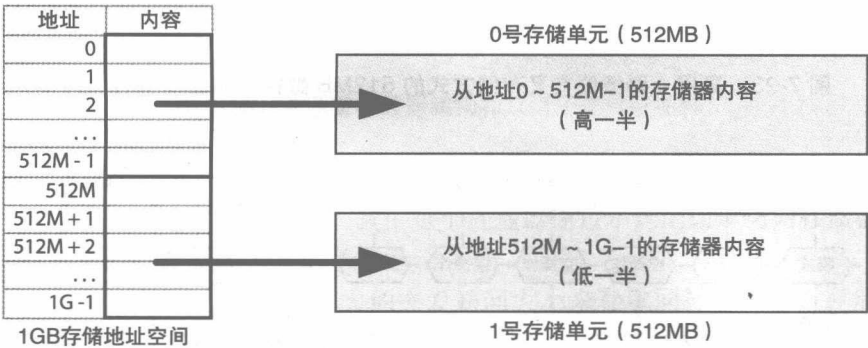 地址 内容
0
1
2
...
512M - 1
512M
512M + 1
512M + 2
...
1G -1
1GB存储地址空间
0号存储单元（512MB）
从地址0～512M–1的存储器内容
（高一半）
从地址512M～1G–1的存储器内容
（低一半）
1号存储单元（512MB）